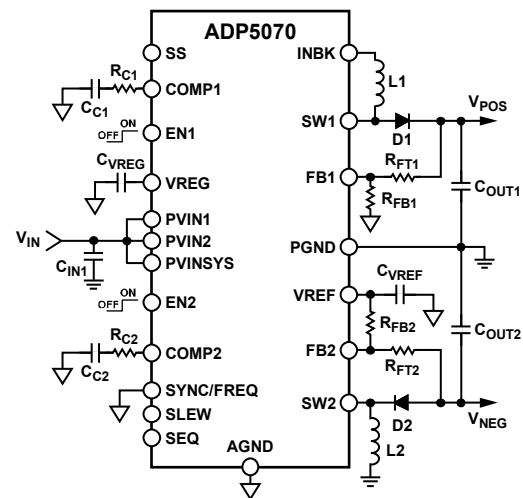 ADP5070
SS
INBK
R_C1
C_C1
COMP1
L1
ON
OFF
EN1
SW1
D1
V_POS
C_VREG
VREG
FB1
R_FT1
R_FB1
C_OUT1
PVIN1
V_IN
PVIN2
PGND
C_IN1
PVINSYS
C_VREF
VREF
ON
OFF
EN2
R_FB2
C_OUT2
R_C2
C_C2
COMP2
FB2
R_FT2
SYNC/FREQ
SLEW
SW2
D2
V_NEG
SEQ
AGND
L2